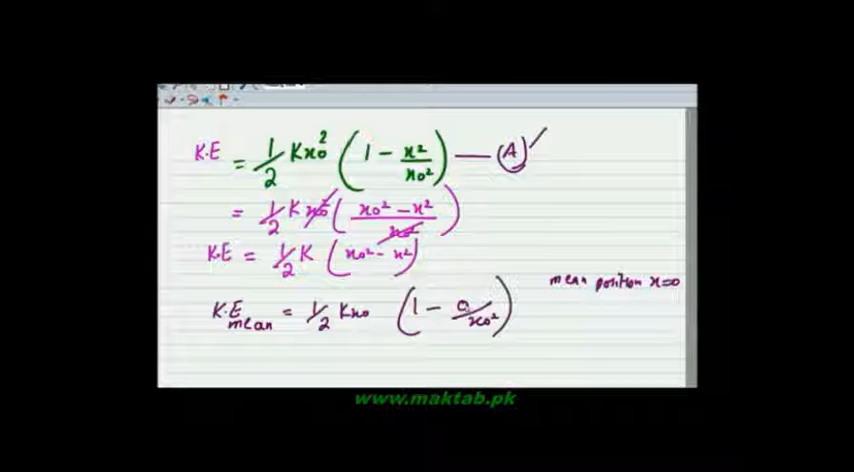 K.E = 1/2 Kx₀² (1 − x²/x₀²) — (A)
= 1/2 K x₀² (x₀² − x²/x₀²)
K.E = 1/2 K (x₀² − x²)
mean position x=0
K.E mean = 1/2 Kx₀ (1 − 0/x₀²)
www.maktab.pk